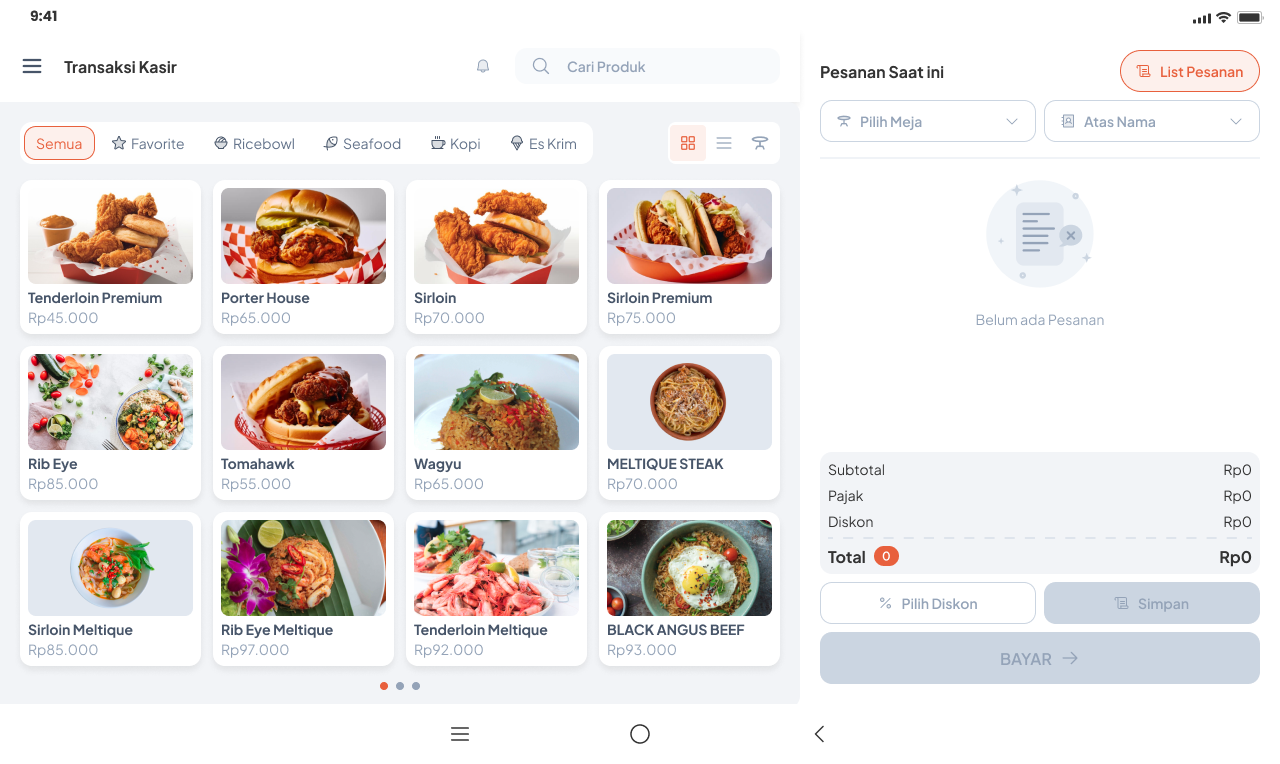 9:41
Transaksi Kasir
Cari Produk
Semua
Favorite
Ricebowl
Seafood
Kopi
Es Krim
Tenderloin Premium
Rp45.000
Porter House
Rp65.000
Sirloin
Rp70.000
Sirloin Premium
Rp75.000
Rib Eye
Rp85.000
Tomahawk
Rp55.000
Wagyu
Rp65.000
MELTIQUE STEAK
Rp70.000
Sirloin Meltique
Rp85.000
Rib Eye Meltique
Rp97.000
Tenderloin Meltique
Rp92.000
BLACK ANGUS BEEF
Rp93.000
Pesanan Saat ini
List Pesanan
Pilih Meja
Atas Nama
Belum ada Pesanan
Subtotal Rp0
Pajak Rp0
Diskon Rp0
Total 0 Rp0
% Pilih Diskon
Simpan
BAYAR